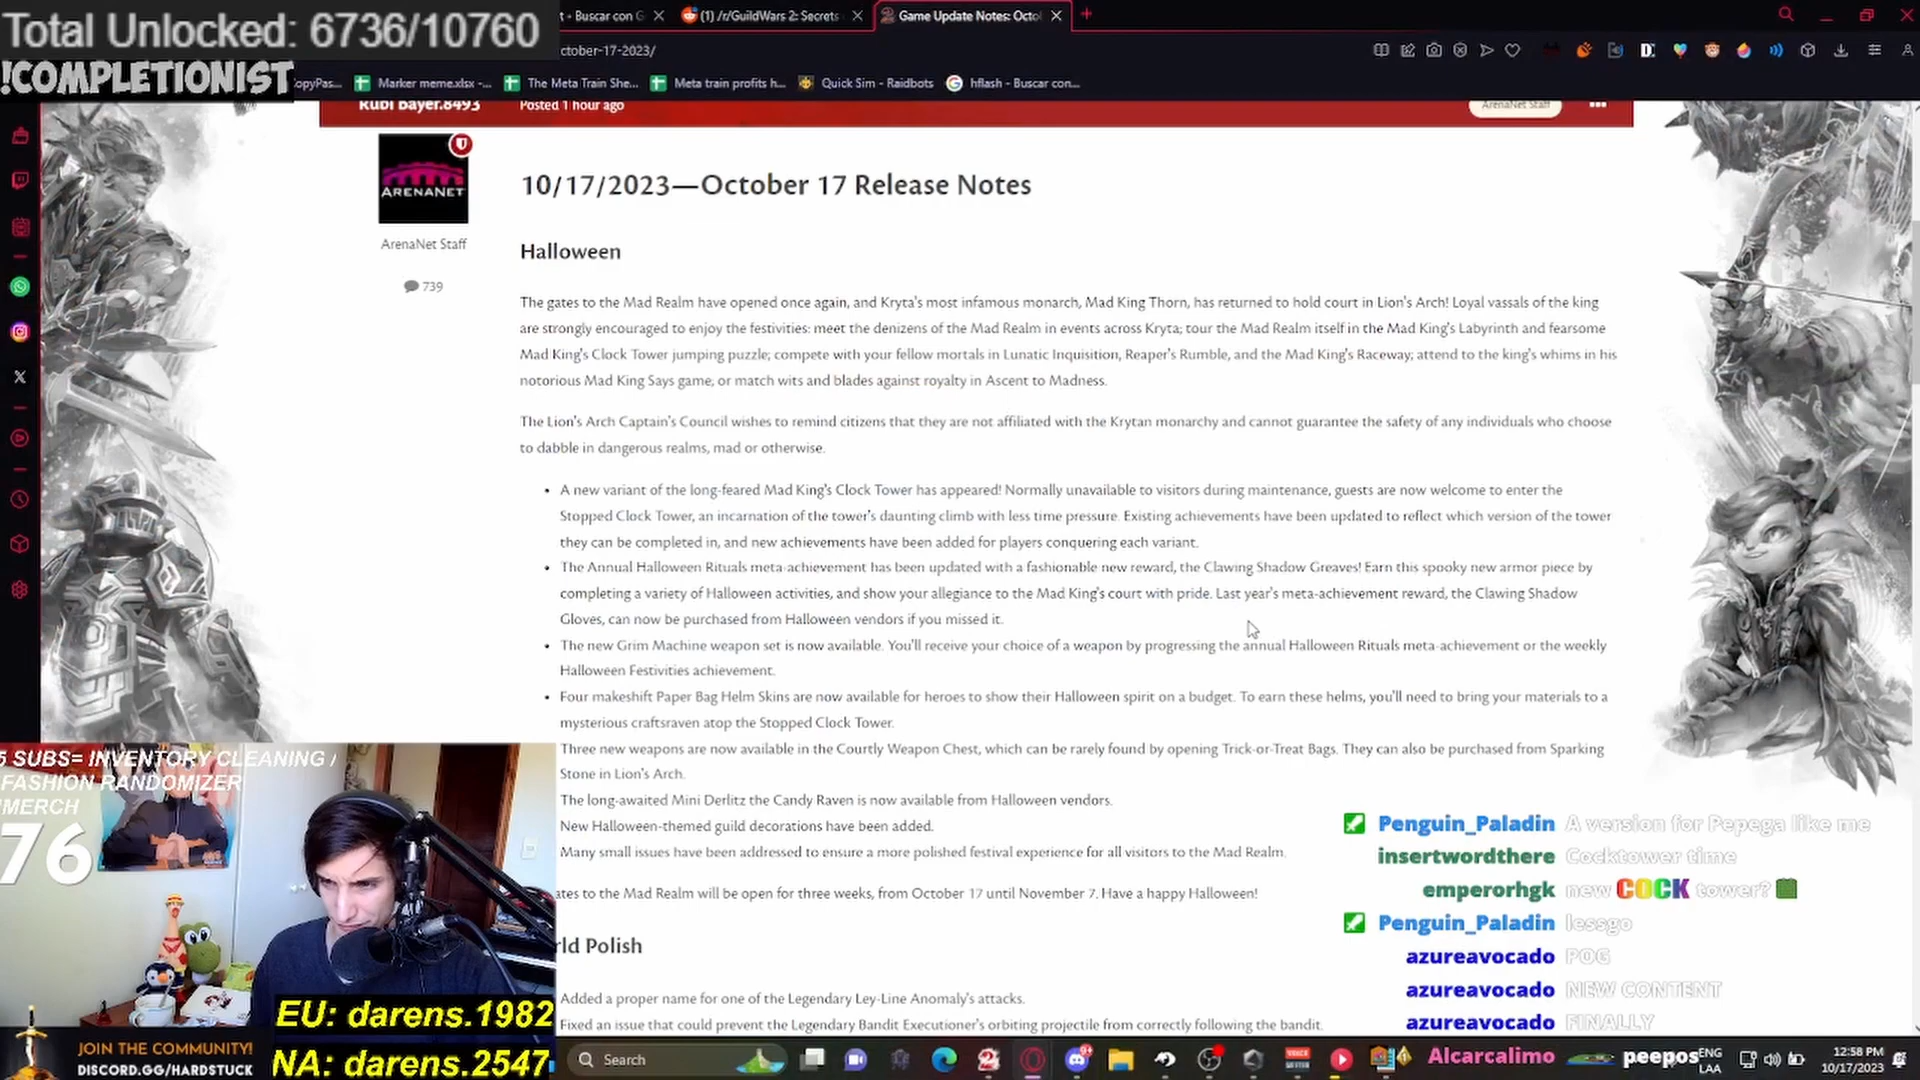 Total Unlocked: 6736/10760
!COMPLETIONIST
t - Buscar con G
(1) /r/GuildWars 2: Secrets
Game Update Notes: Octo
ctober-17-2023/
opyPas...
Marker meme.xlsx -...
The Meta Train She...
Meta train profits h...
Quick Sim - Raidbots
hflash - Buscar con...
Rubi Bayer.8493
Posted 1 hour ago
ArenaNet Staff
ARENANET
ArenaNet Staff
739
10/17/2023—October 17 Release Notes
Halloween
The gates to the Mad Realm have opened once again, and Kryta's most infamous monarch, Mad King Thorn, has returned to hold court in Lion's Arch! Loyal vassals of the king
are strongly encouraged to enjoy the festivities: meet the denizens of the Mad Realm in events across Kryta; tour the Mad Realm itself in the Mad King's Labyrinth and fearsome
Mad King's Clock Tower jumping puzzle; compete with your fellow mortals in Lunatic Inquisition, Reaper's Rumble, and the Mad King's Raceway; attend to the king's whims in his
notorious Mad King Says game, or match wits and blades against royalty in Ascent to Madness.
The Lion's Arch Captain's Council wishes to remind citizens that they are not affiliated with the Krytan monarchy and cannot guarantee the safety of any individuals who choose
to dabble in dangerous realms, mad or otherwise.
• A new variant of the long-feared Mad King's Clock Tower has appeared! Normally unavailable to visitors during maintenance, guests are now welcome to enter the
Stopped Clock Tower, an incarnation of the tower's daunting climb with less time pressure. Existing achievements have been updated to reflect which version of the tower
they can be completed in, and new achievements have been added for players conquering each variant.
• The Annual Halloween Rituals meta-achievement has been updated with a fashionable new reward, the Clawing Shadow Greaves! Earn this spooky new armor piece by
completing a variety of Halloween activities, and show your allegiance to the Mad King's court with pride. Last year's meta-achievement reward, the Clawing Shadow
Gloves, can now be purchased from Halloween vendors if you missed it.
• The new Grim Machine weapon set is now available. You'll receive your choice of a weapon by progressing the annual Halloween Rituals meta-achievement or the weekly
Halloween Festivities achievement.
• Four makeshift Paper Bag Helm Skins are now available for heroes to show their Halloween spirit on a budget. To earn these helms, you'll need to bring your materials to a
mysterious craftsraven atop the Stopped Clock Tower.
Three new weapons are now available in the Courtly Weapon Chest, which can be rarely found by opening Trick-or-Treat Bags. They can also be purchased from Sparking
Stone in Lion's Arch.
The long-awaited Mini Derlitz the Candy Raven is now available from Halloween vendors.
New Halloween-themed guild decorations have been added.
Many small issues have been addressed to ensure a more polished festival experience for all visitors to the Mad Realm.
ates to the Mad Realm will be open for three weeks, from October 17 until November 7. Have a happy Halloween!
rld Polish
Added a proper name for one of the Legendary Ley-Line Anomaly's attacks.
Fixed an issue that could prevent the Legendary Bandit Executioner's orbiting projectile from correctly following the bandit.
5 SUBS= INVENTORY CLEANING /
FASHION RANDOMIZER
!MERCH
76
EU: darens.1982
NA: darens.2547
JOIN THE COMMUNITY!
DISCORD.GG/HARDSTUCK
Penguin_Paladin A version for Pepega like me
insertwordthere Cocktower time
emperorhgk new COCK tower?
Penguin_Paladin lessgo
azureavocado POG
azureavocado NEW CONTENT
azureavocado FINALLY
Search
Alcarcalimo
peepos
ENG
LAA
12:58 PM
10/17/2023